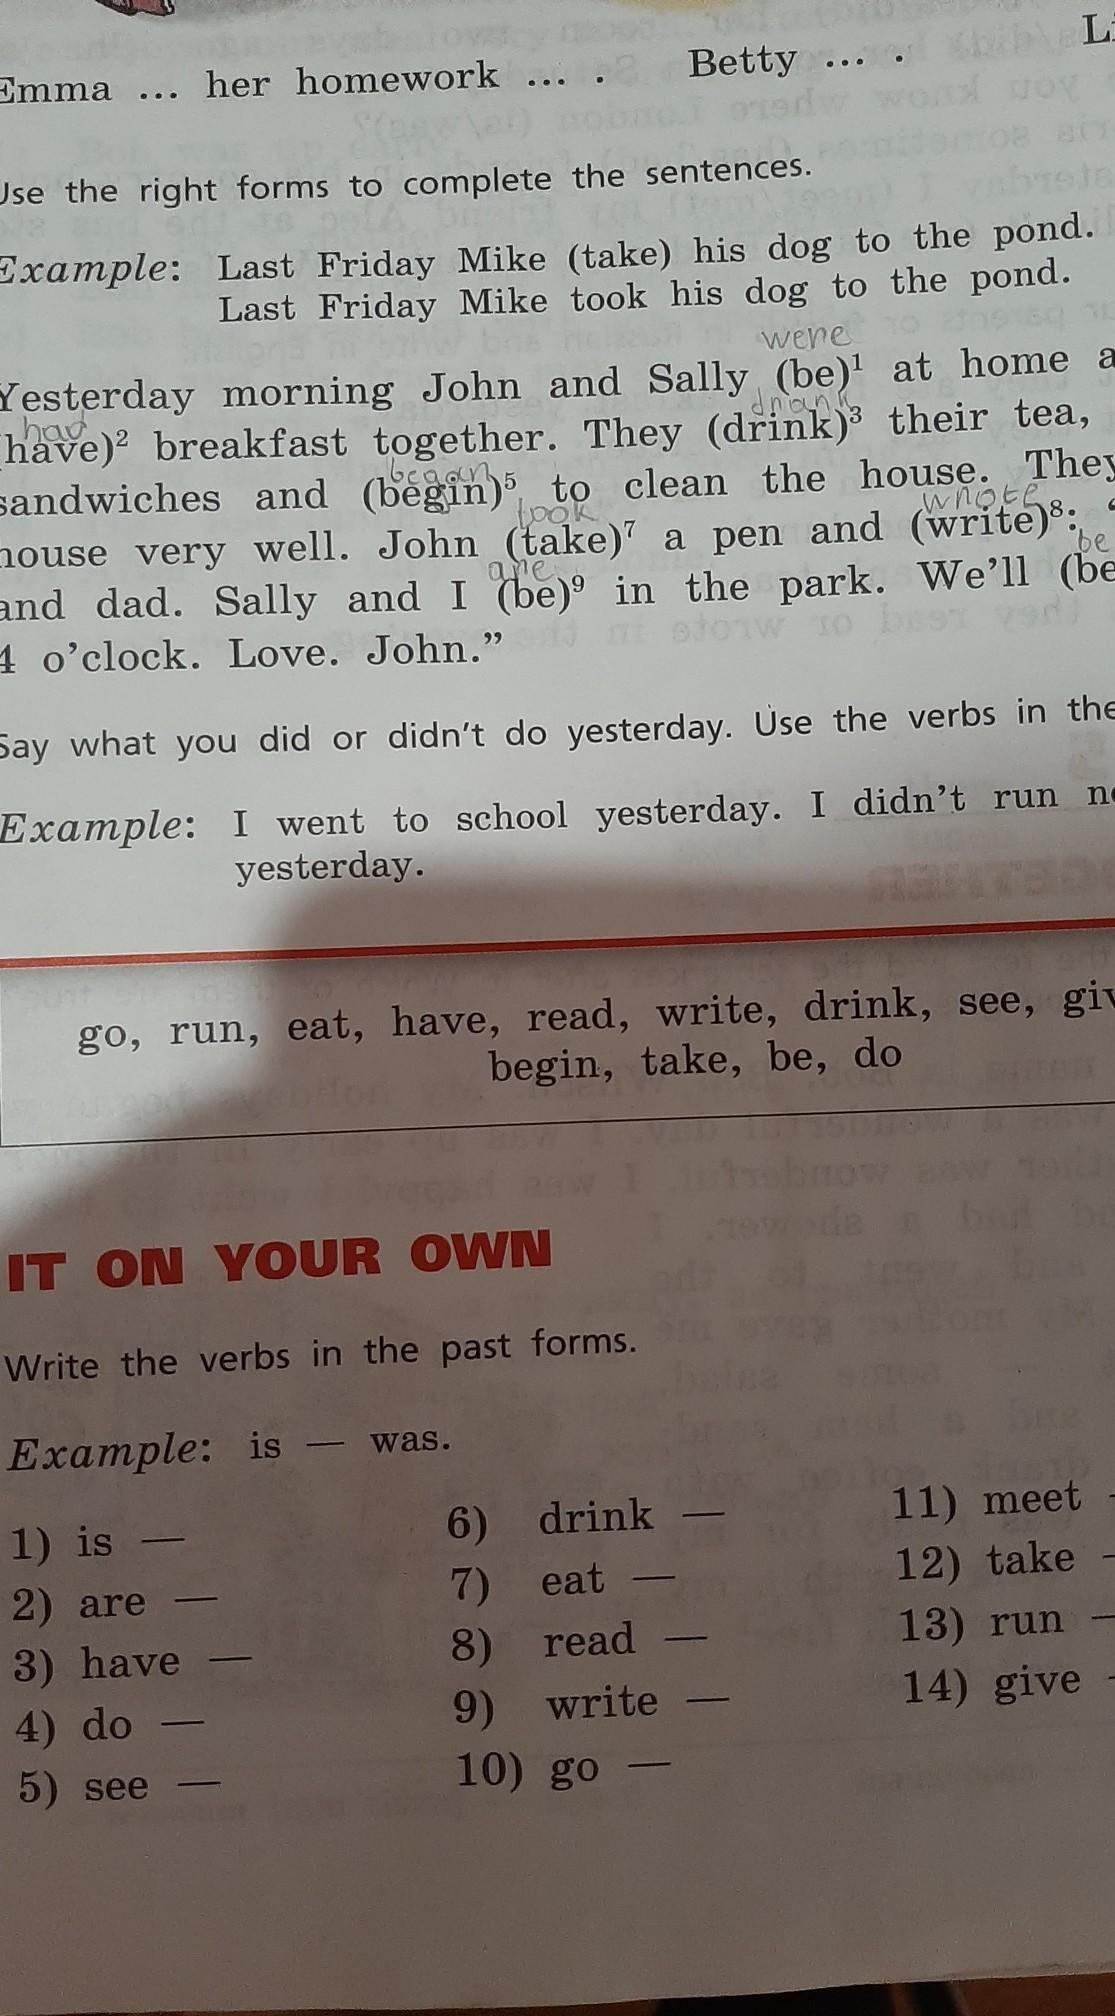 Emma ... her homework ... . Betty ... .
Use the right forms to complete the sentences.
Example: Last Friday Mike (take) his dog to the pond.
Last Friday Mike took his dog to the pond.
were
Yesterday morning John and Sally (be)¹ at home
had drank
have)² breakfast together. They (drink)³ their tea,
began
sandwiches and (begin)⁵ to clean the house. They
took wrote
house very well. John (take)⁷ a pen and (write)⁸: “
are be
and dad. Sally and I (be)⁹ in the park. We’ll (be
4 o’clock. Love. John.”
Say what you did or didn’t do yesterday. Use the verbs in the
Example: I went to school yesterday. I didn’t run
yesterday.
go, run, eat, have, read, write, drink, see,
begin, take, be, do
IT ON YOUR OWN
Write the verbs in the past forms.
Example: is — was.
1) is — 6) drink — 11) meet -
2) are — 7) eat — 12) take -
3) have — 8) read — 13) run -
4) do — 9) write — 14) give -
5) see — 10) go —